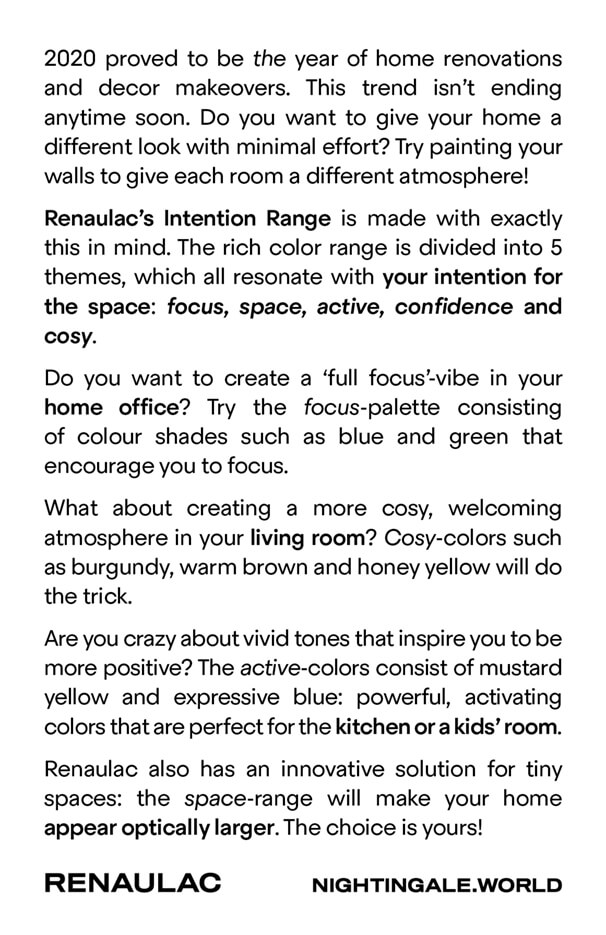 2020 proved to be the year of home renovations
and decor makeovers. This trend isn’t ending
anytime soon. Do you want to give your home a
different look with minimal effort? Try painting your
walls to give each room a different atmosphere!
Renaulac’s Intention Range is made with exactly
this in mind. The rich color range is divided into 5
themes, which all resonate with your intention for
the space: focus, space, active, confidence and
cosy.
Do you want to create a ‘full focus’-vibe in your
home office? Try the focus-palette consisting
of colour shades such as blue and green that
encourage you to focus.
What about creating a more cosy, welcoming
atmosphere in your living room? Cosy-colors such
as burgundy, warm brown and honey yellow will do
the trick.
Are you crazy about vivid tones that inspire you to be
more positive? The active-colors consist of mustard
yellow and expressive blue: powerful, activating
colors that are perfect for the kitchen or a kids’ room.
Renaulac also has an innovative solution for tiny
spaces: the space-range will make your home
appear optically larger. The choice is yours!
RENAULAC NIGHTINGALE.WORLD